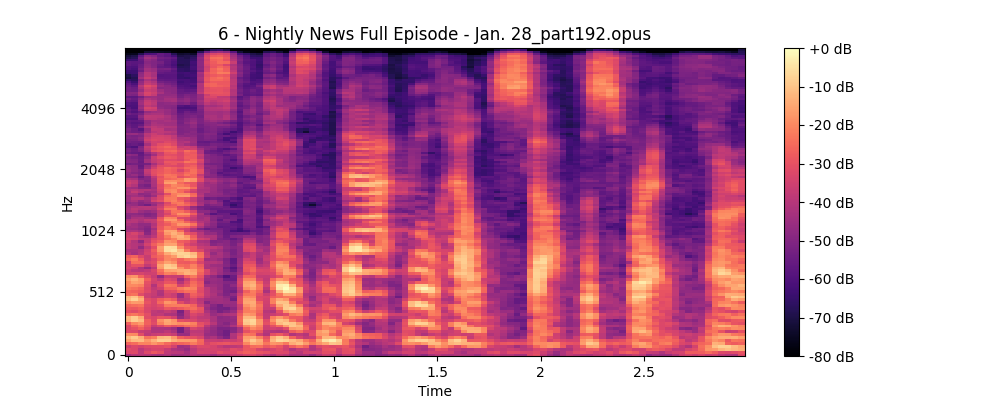 6 - Nightly News Full Episode - Jan. 28_part192.opus
Hz
4096
2048
1024
512
0
0
0.5
1
1.5
2
2.5
Time
+0 dB
-10 dB
-20 dB
-30 dB
-40 dB
-50 dB
-60 dB
-70 dB
-80 dB